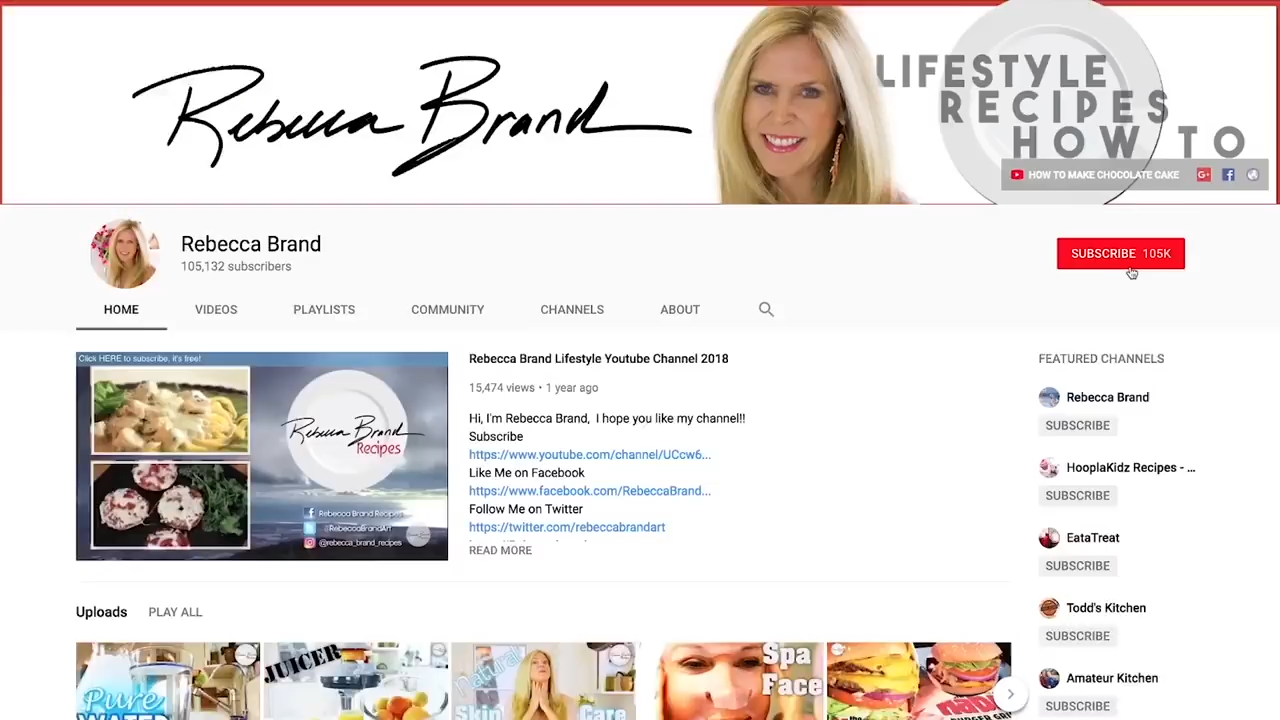 Rebecca Brand
LIFESTYLE
RECIPES
HOW TO
HOW TO MAKE CHOCOLATE CAKE
Rebecca Brand
105,132 subscribers
SUBSCRIBE 105K
HOME
VIDEOS
PLAYLISTS
COMMUNITY
CHANNELS
ABOUT
Click HERE to subscribe, it's free!
Rebecca Brand
Recipes
Rebecca Brand Recipes
RebeccaBrandArt
@rebecca_brand_recipes
Rebecca Brand Lifestyle Youtube Channel 2018
15,474 views • 1 year ago
Hi, I'm Rebecca Brand, I hope you like my channel!!
Subscribe
https://www.youtube.com/channel/UCcw6...
Like Me on Facebook
https://www.facebook.com/RebeccaBrand...
Follow Me on Twitter
https://twitter.com/rebeccabrandart
READ MORE
FEATURED CHANNELS
Rebecca Brand
SUBSCRIBE
HooplaKidz Recipes - ...
SUBSCRIBE
EataTreat
SUBSCRIBE
Todd's Kitchen
SUBSCRIBE
Amateur Kitchen
SUBSCRIBE
Uploads
PLAY ALL
Pure
WATER
JUICER
Natural
Skin Care
Spa
Face